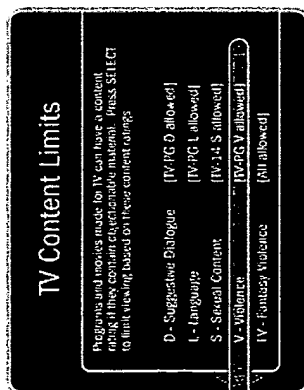 TV Content Limits
Programs and movies made for TV can have a content
rating if they contain objectionable material. Press SELECT
to limit viewing based on these content ratings
D - Suggestive Dialogue [TV-PG D allowed]
L - Language [TV-PG L allowed]
S - Sexual Content [TV-14 S allowed]
V - Violence [TV-PG V allowed]
FV - Fantasy Violence [All allowed]